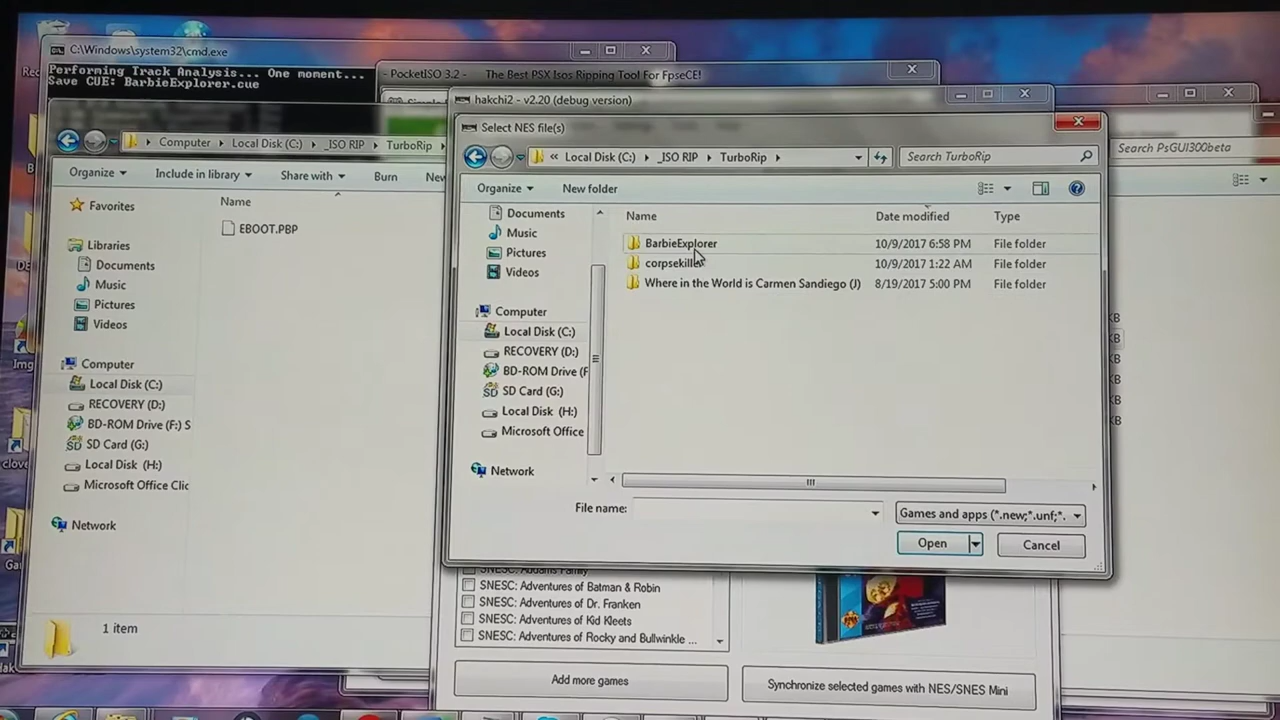 C:\Windows\system32\cmd.exe
Performing Track Analysis... One moment...
Save CUE: BarbieExplorer.cue
- PocketISO 3.2 - The Best PSX Isos Ripping Tool For FpseCE!
hakchi2 - v2.20 (debug version)
Select NES file(s)
Computer Local Disk (C:) _ISO RIP TurboRip
« Local Disk (C:) _ISO RIP TurboRip
Search TurboRip
Search PsGUI300beta
Organize Include in library Share with Burn New
Organize New folder
Favorites
Libraries
Documents
Music
Pictures
Videos
Computer
Local Disk (C:)
RECOVERY (D:)
BD-ROM Drive (F:) S
SD Card (G:)
Local Disk (H:)
Microsoft Office Clic
Network
Name
EBOOT.PBP
1 item
Documents
Music
Pictures
Videos
Computer
Local Disk (C:)
RECOVERY (D:)
BD-ROM Drive (F
SD Card (G:)
Local Disk (H:)
Microsoft Office
Network
Name Date modified Type
BarbieExplorer 10/9/2017 6:58 PM File folder
corpsekiller 10/9/2017 1:22 AM File folder
Where in the World is Carmen Sandiego (J) 8/19/2017 5:00 PM File folder
File name:
Games and apps (*.new;*.unf;*.
Open
Cancel
SNESC: Addams Family
SNESC: Adventures of Batman & Robin
SNESC: Adventures of Dr. Franken
SNESC: Adventures of Kid Kleets
SNESC: Adventures of Rocky and Bullwinkle ...
Add more games
Synchronize selected games with NES/SNES Mini
KB
KB
KB
KB
KB
KB